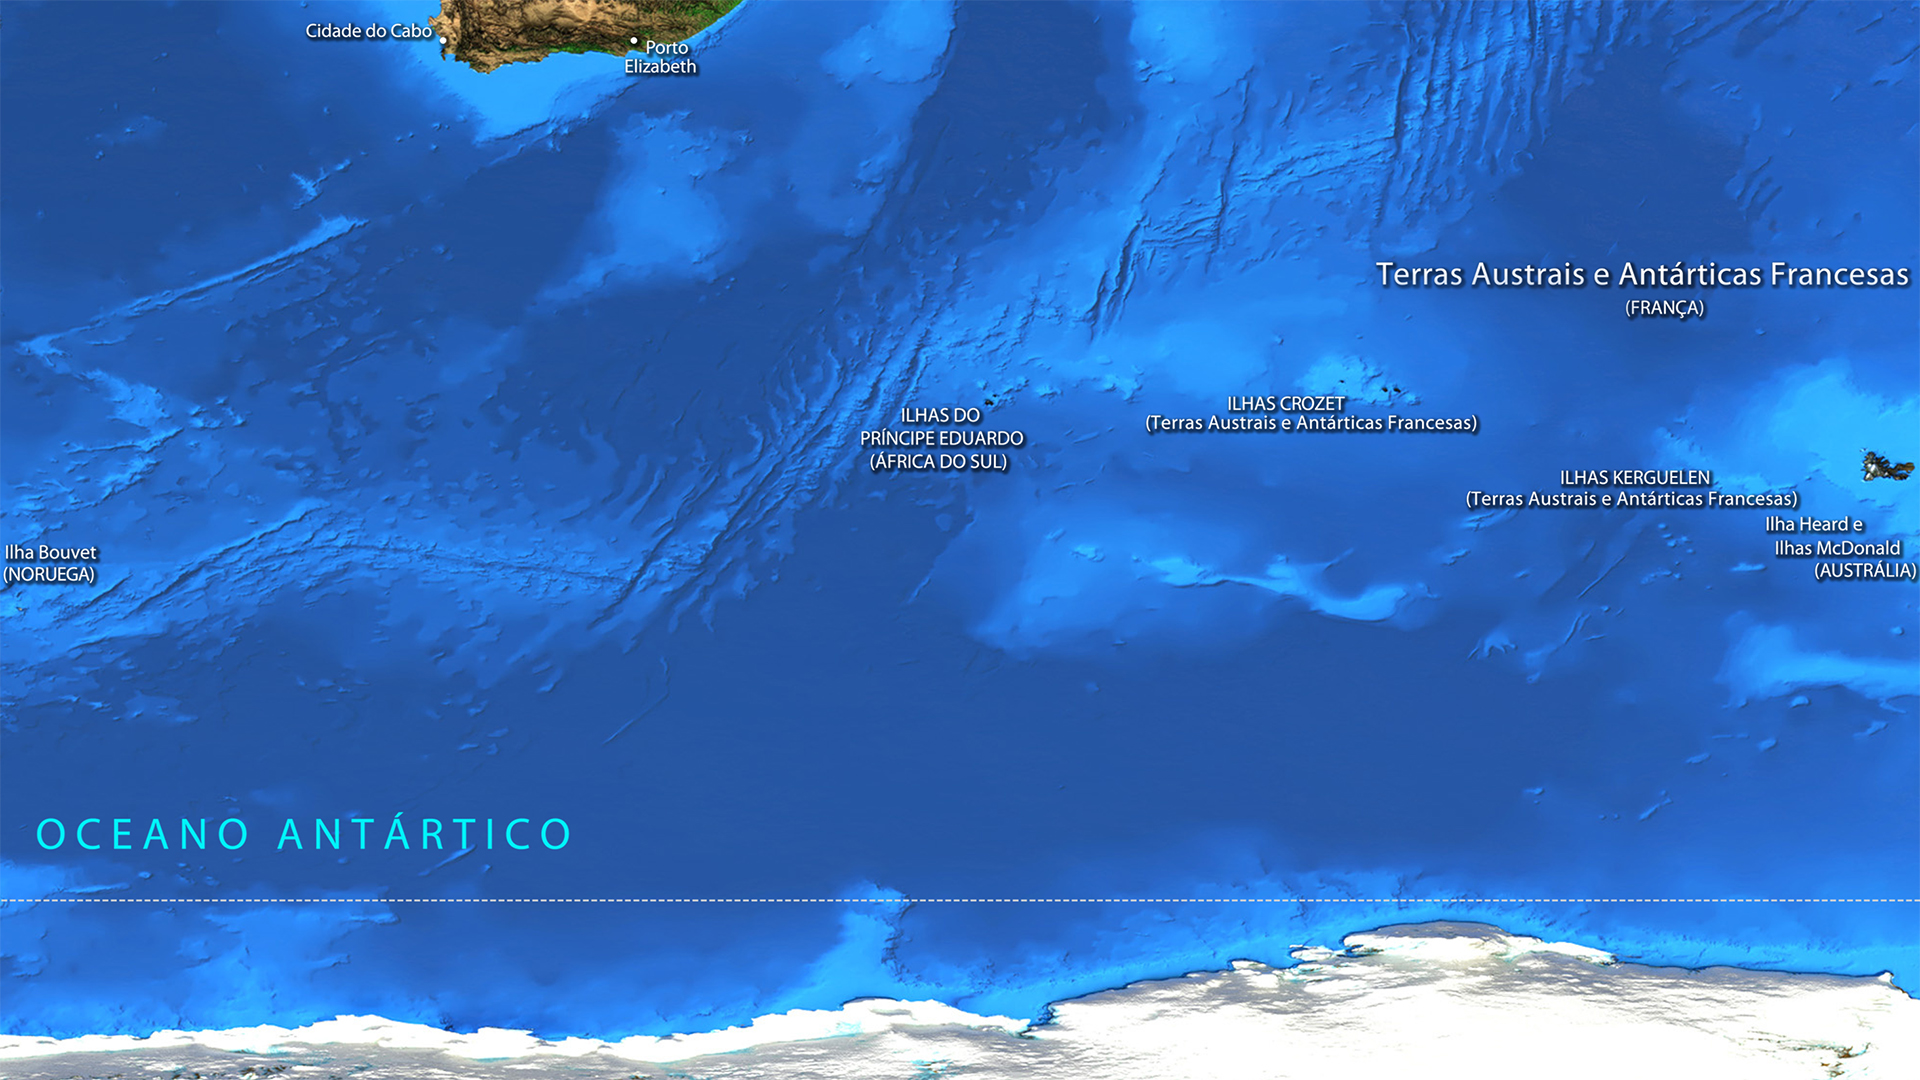 Cidade do Cabo
Porto
Elizabeth
Terras Austrais e Antárticas Francesas
(FRANÇA)
ILHAS DO
PRÍNCIPE EDUARDO
(ÁFRICA DO SUL)
ILHAS CROZET
(Terras Austrais e Antárticas Francesas)
ILHAS KERGUELEN
(Terras Austrais e Antárticas Francesas)
Ilha Heard e
Ilhas McDonald
(AUSTRÁLIA)
Ilha Bouvet
(NORUEGA)
OCEANO ANTÁRTICO